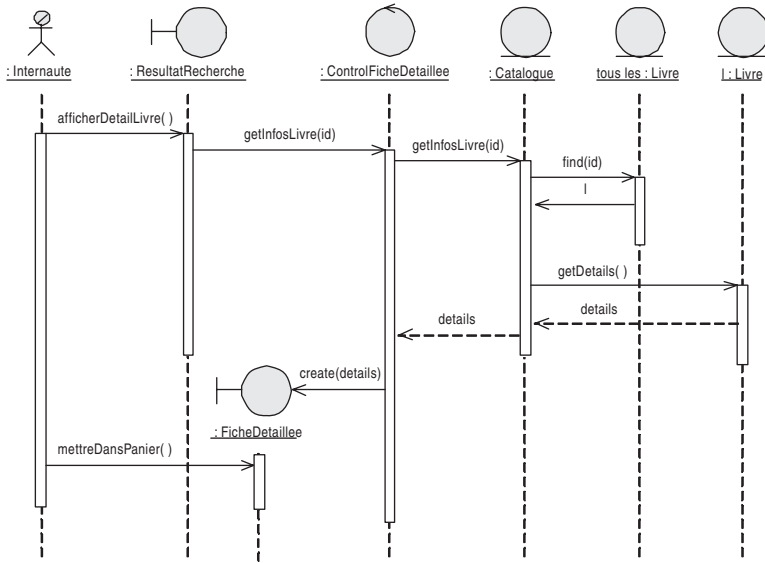 : Internaute
: ResultatRecherche
: ControlFicheDetaillee
: Catalogue
tous les : Livre
l : Livre
afficherDetailLivre( )
getInfosLivre(id)
getInfosLivre(id)
find(id)
l
getDetails( )
details
details
create(details)
: FicheDetaillee
mettreDansPanier( )